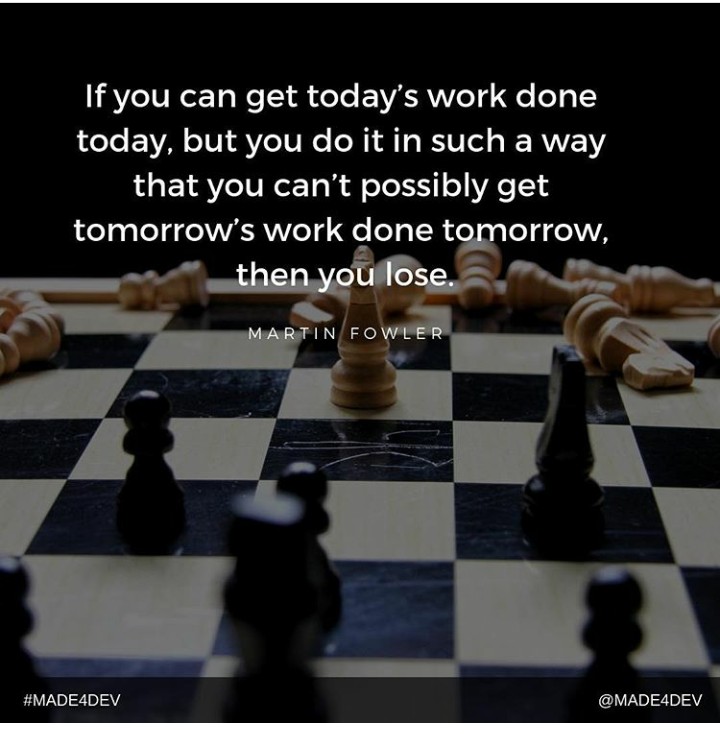 If you can get today's work done
today, but you do it in such a way
that you can't possibly get
tomorrow's work done tomorrow,
then you lose.
MARTIN FOWLER
#MADE4DEV
@MADE4DEV